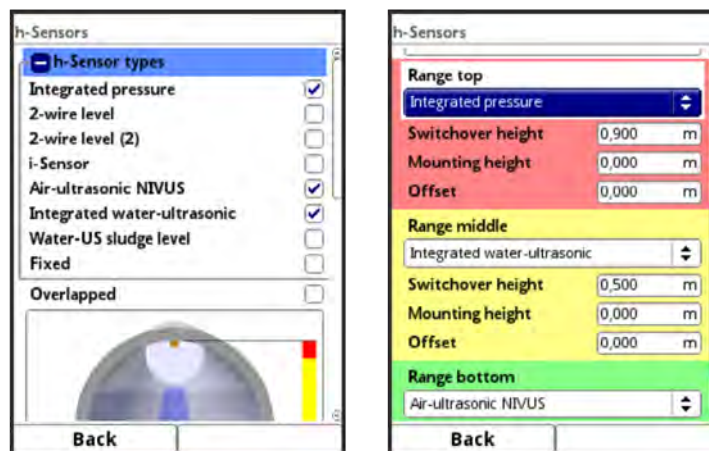 h-Sensors
h-Sensor types
Integrated pressure
2-wire level
2-wire level (2)
i-Sensor
Air-ultrasonic NIVUS
Integrated water-ultrasonic
Water-US sludge level
Fixed
Overlapped
Back
h-Sensors
Range top
Integrated pressure
Switchover height 0,900 m
Mounting height 0,000 m
Offset 0,000 m
Range middle
Integrated water-ultrasonic
Switchover height 0,500 m
Mounting height 0,000 m
Offset 0,000 m
Range bottom
Air-ultrasonic NIVUS
Back